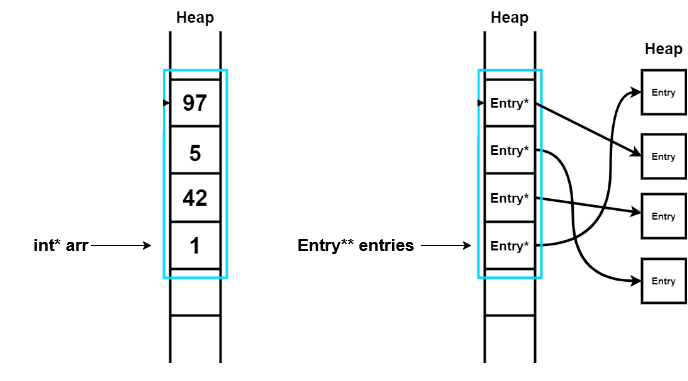 Heap
97
5
42
1
int* arr
Heap
Entry*
Entry*
Entry*
Entry*
Entry** entries
Heap
Entry
Entry
Entry
Entry